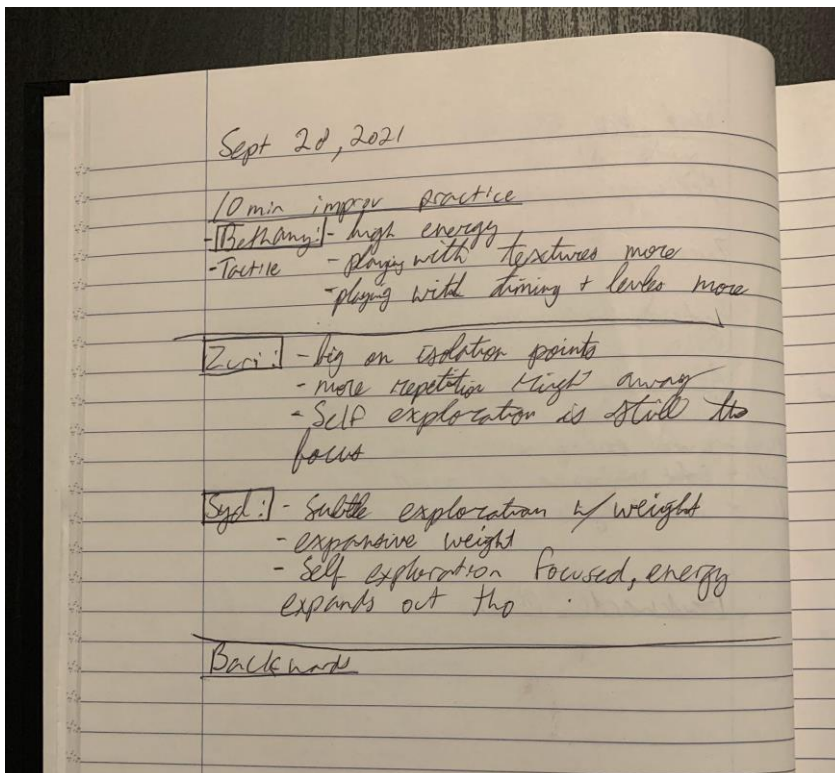 Sept 28, 2021
10 min improv practice
- Bethany: - high energy
- Tactile - playing with textures more
- playing with timing + levles more
Zuri: - big on isolation points
- more repetition right away
- Self exploration is still the
focus
Syd: - Subtle exploration w/ weight
- expansive weight
- Self exploration focused, energy
expands out tho
Backwards